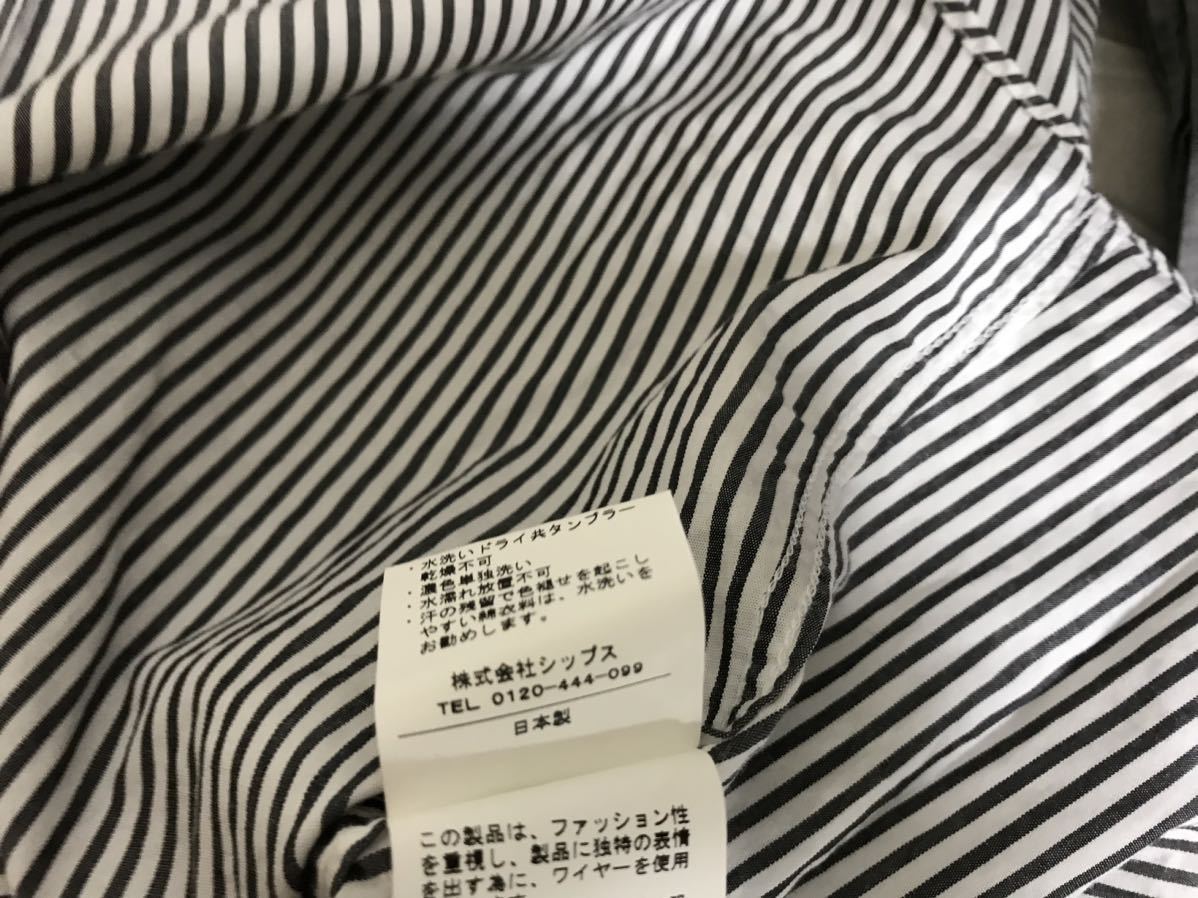 ・水洗いドライ共タンブラー
乾燥不可
・濃色単独洗い
・水濡れ放置不可
・汗の残留で色褪せを起こし
やすい綿衣料は、水洗いを
お勧めします。
株式会社シップス
TEL 0120-444-099
日本製
この製品は、ファッション性
を重視し、製品に独特の表情
を出す為に、ワイヤーを使用